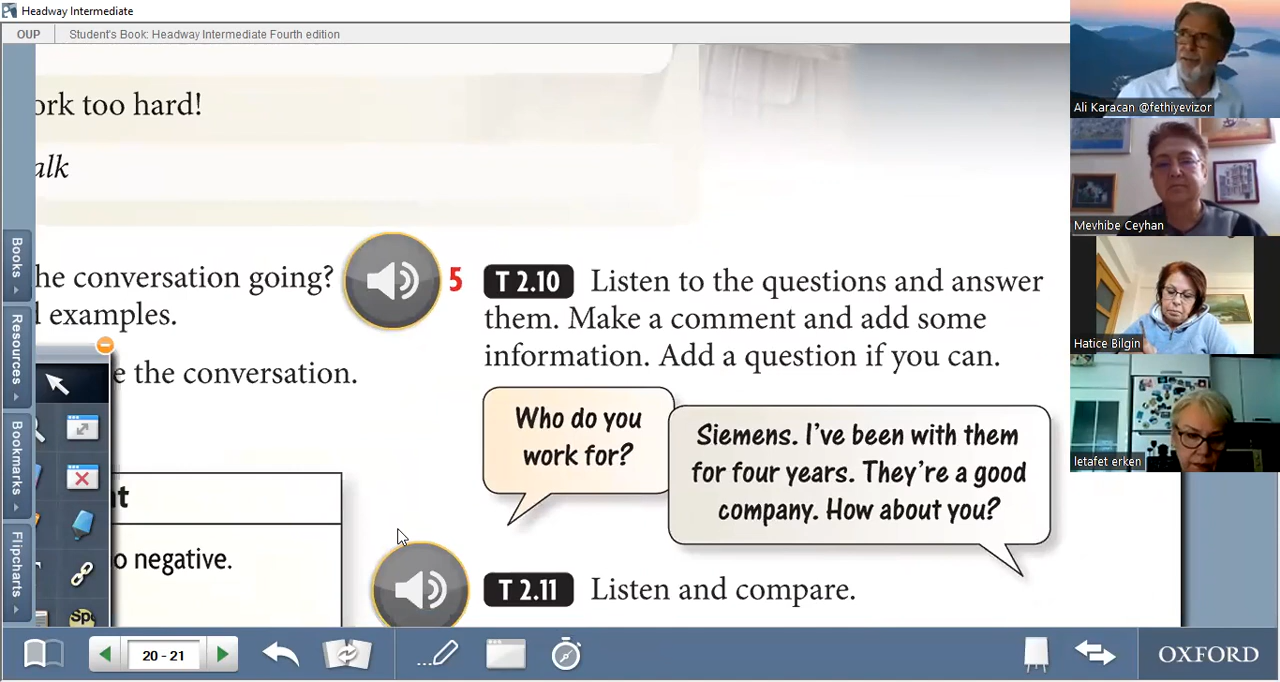 Headway Intermediate
OUP
Student's Book: Headway Intermediate Fourth edition
ork too hard!
alk
he conversation going?
d examples.
e the conversation.
nt
o negative.
5 T 2.10 Listen to the questions and answer
them. Make a comment and add some
information. Add a question if you can.
Who do you
work for?
Siemens. I've been with them
for four years. They're a good
company. How about you?
T 2.11 Listen and compare.
Books
Resources
Bookmarks
Flipcharts
Sp
20 - 21
OXFORD
Ali Karacan @fethiyevizor
Mevhibe Ceyhan
Hatice Bilgin
letafet erken